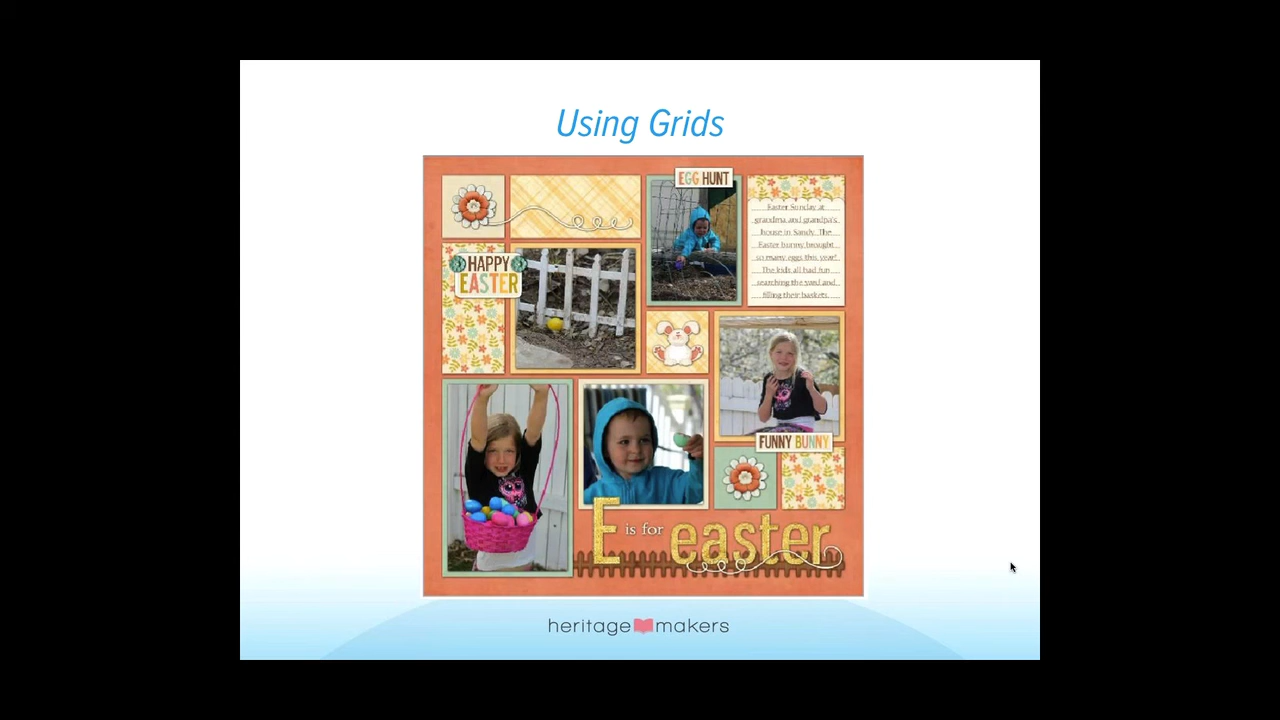 Using Grids
EGG HUNT
Easter Sunday at
grandma and grandpa's
house in Sandy. The
Easter bunny brought
so many eggs this year!
The kids all had fun
searching the yard and
filling their baskets.
HAPPY
EASTER
FUNNY BUNNY
E is for easter
heritage makers